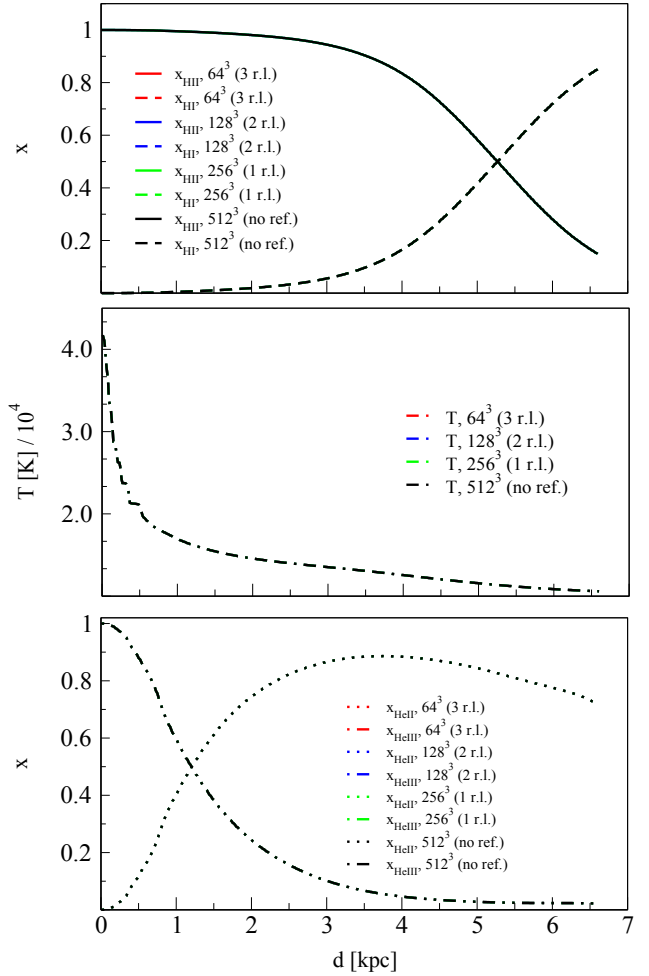 1
0.8
0.6
0.4
0.2
x
x_HII, 64^3 (3 r.l.)
x_HI, 64^3 (3 r.l.)
x_HII, 128^3 (2 r.l.)
x_HI, 128^3 (2 r.l.)
x_HII, 256^3 (1 r.l.)
x_HI, 256^3 (1 r.l.)
x_HII, 512^3 (no ref.)
x_HI, 512^3 (no ref.)
4.0
3.0
2.0
T [K] / 10^4
T, 64^3 (3 r.l.)
T, 128^3 (2 r.l.)
T, 256^3 (1 r.l.)
T, 512^3 (no ref.)
1
0.8
0.6
0.4
0.2
x
x_HeII, 64^3 (3 r.l.)
x_HeIII, 64^3 (3 r.l.)
x_HeII, 128^3 (2 r.l.)
x_HeIII, 128^3 (2 r.l.)
x_HeII, 256^3 (1 r.l.)
x_HeIII, 256^3 (1 r.l.)
x_HeII, 512^3 (no ref.)
x_HeIII, 512^3 (no ref.)
0 1 2 3 4 5 6 7
d [kpc]